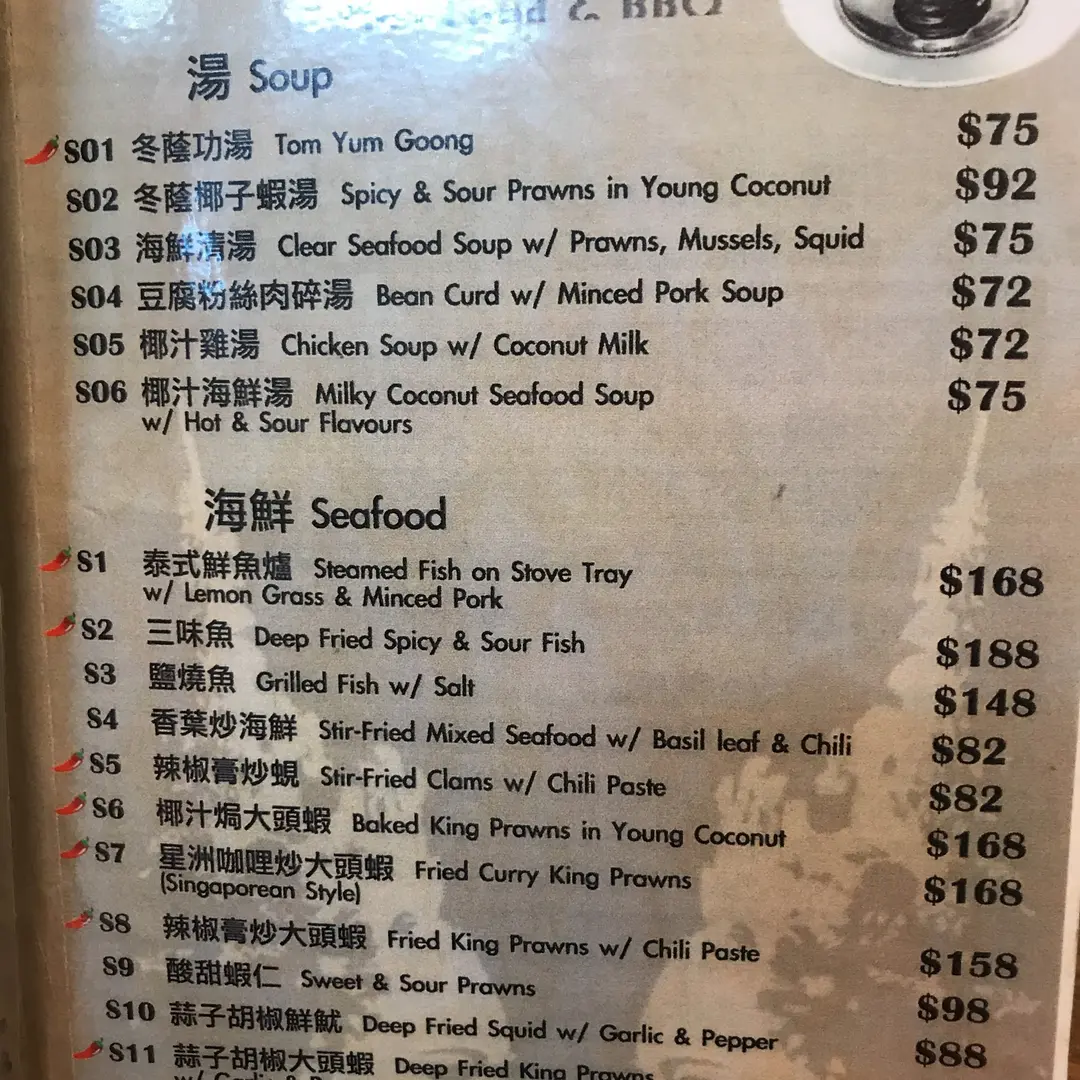 & BBQ
湯 Soup
S01 冬蔭功湯 Tom Yum Goong $75
S02 冬蔭椰子蝦湯 Spicy & Sour Prawns in Young Coconut $92
S03 海鮮清湯 Clear Seafood Soup w/ Prawns, Mussels, Squid $75
S04 豆腐粉絲肉碎湯 Bean Curd w/ Minced Pork Soup $72
S05 椰汁雞湯 Chicken Soup w/ Coconut Milk $72
S06 椰汁海鮮湯 Milky Coconut Seafood Soup $75
w/ Hot & Sour Flavours
海鮮 Seafood
S1 泰式鮮魚爐 Steamed Fish on Stove Tray $168
w/ Lemon Grass & Minced Pork
S2 三味魚 Deep Fried Spicy & Sour Fish $188
S3 鹽燒魚 Grilled Fish w/ Salt $148
S4 香葉炒海鮮 Stir-Fried Mixed Seafood w/ Basil leaf & Chili $82
S5 辣椒膏炒蜆 Stir-Fried Clams w/ Chili Paste $82
S6 椰汁焗大頭蝦 Baked King Prawns in Young Coconut $168
S7 星洲咖哩炒大頭蝦 Fried Curry King Prawns $168
(Singaporean Style)
S8 辣椒膏炒大頭蝦 Fried King Prawns w/ Chili Paste $158
S9 酸甜蝦仁 Sweet & Sour Prawns $98
S10 蒜子胡椒鮮魷 Deep Fried Squid w/ Garlic & Pepper $88
S11 蒜子胡椒大頭蝦 Deep Fried King Prawns